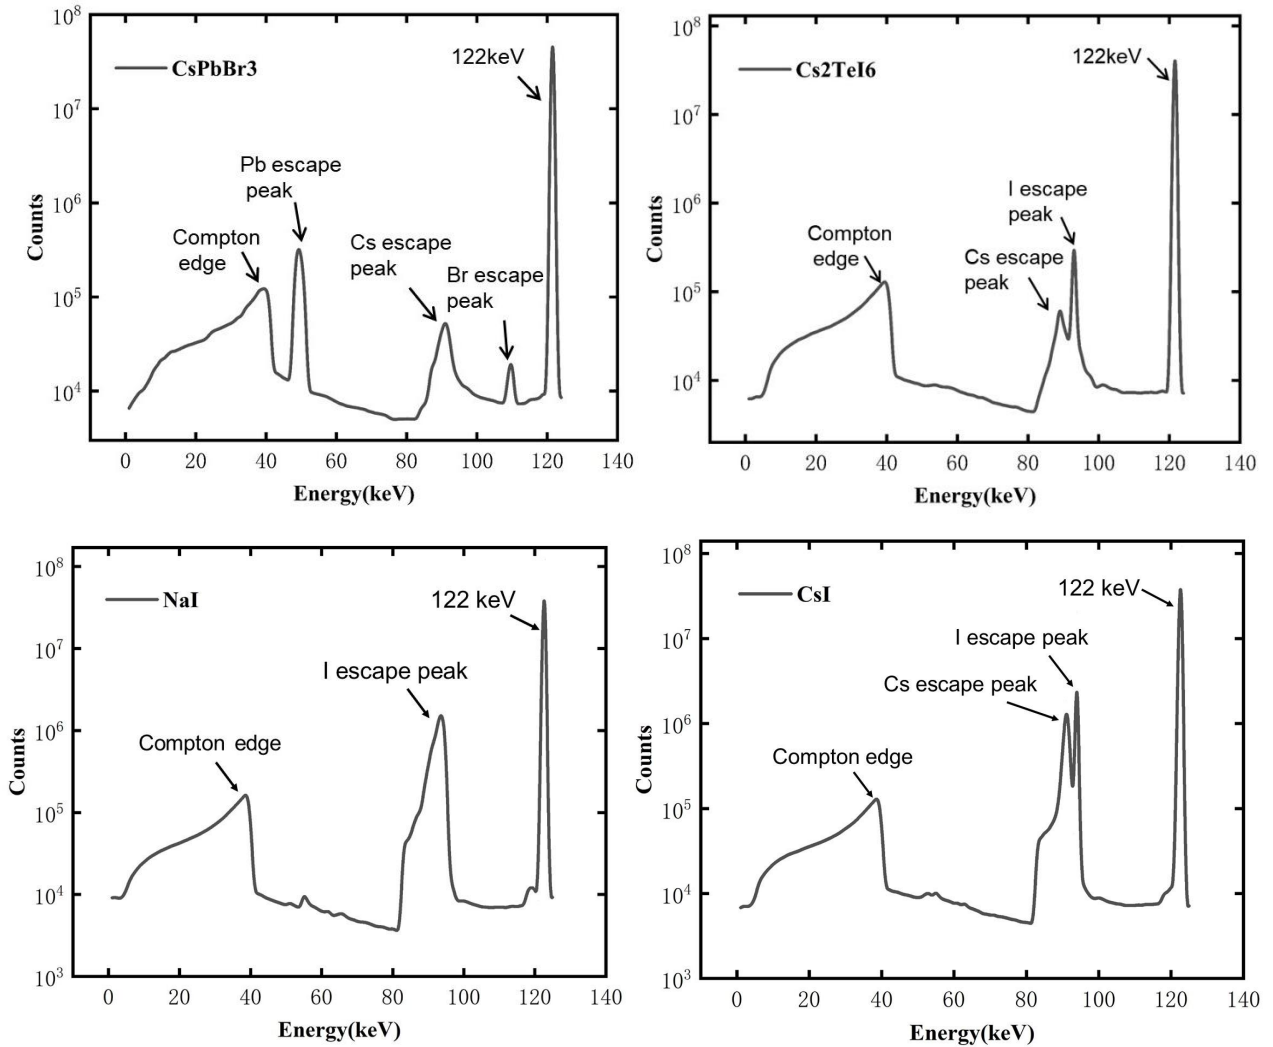 10^8
10^7
10^6
10^5
10^4
Counts
CsPbBr3
122keV
Pb escape
peak
Compton
edge
Cs escape
peak
Br escape
peak
0 20 40 60 80 100 120 140
Energy(keV)
10^8
10^7
10^6
10^5
10^4
Counts
Cs2TeI6
122keV
I escape
peak
Compton
edge
Cs escape
peak
0 20 40 60 80 100 120 140
Energy(keV)
10^8
10^7
10^6
10^5
10^4
10^3
Counts
NaI
122 keV
I escape peak
Compton edge
0 20 40 60 80 100 120 140
Energy(keV)
10^8
10^7
10^6
10^5
10^4
10^3
Counts
CsI
122 keV
I escape peak
Cs escape peak
Compton edge
0 20 40 60 80 100 120 140
Energy(keV)